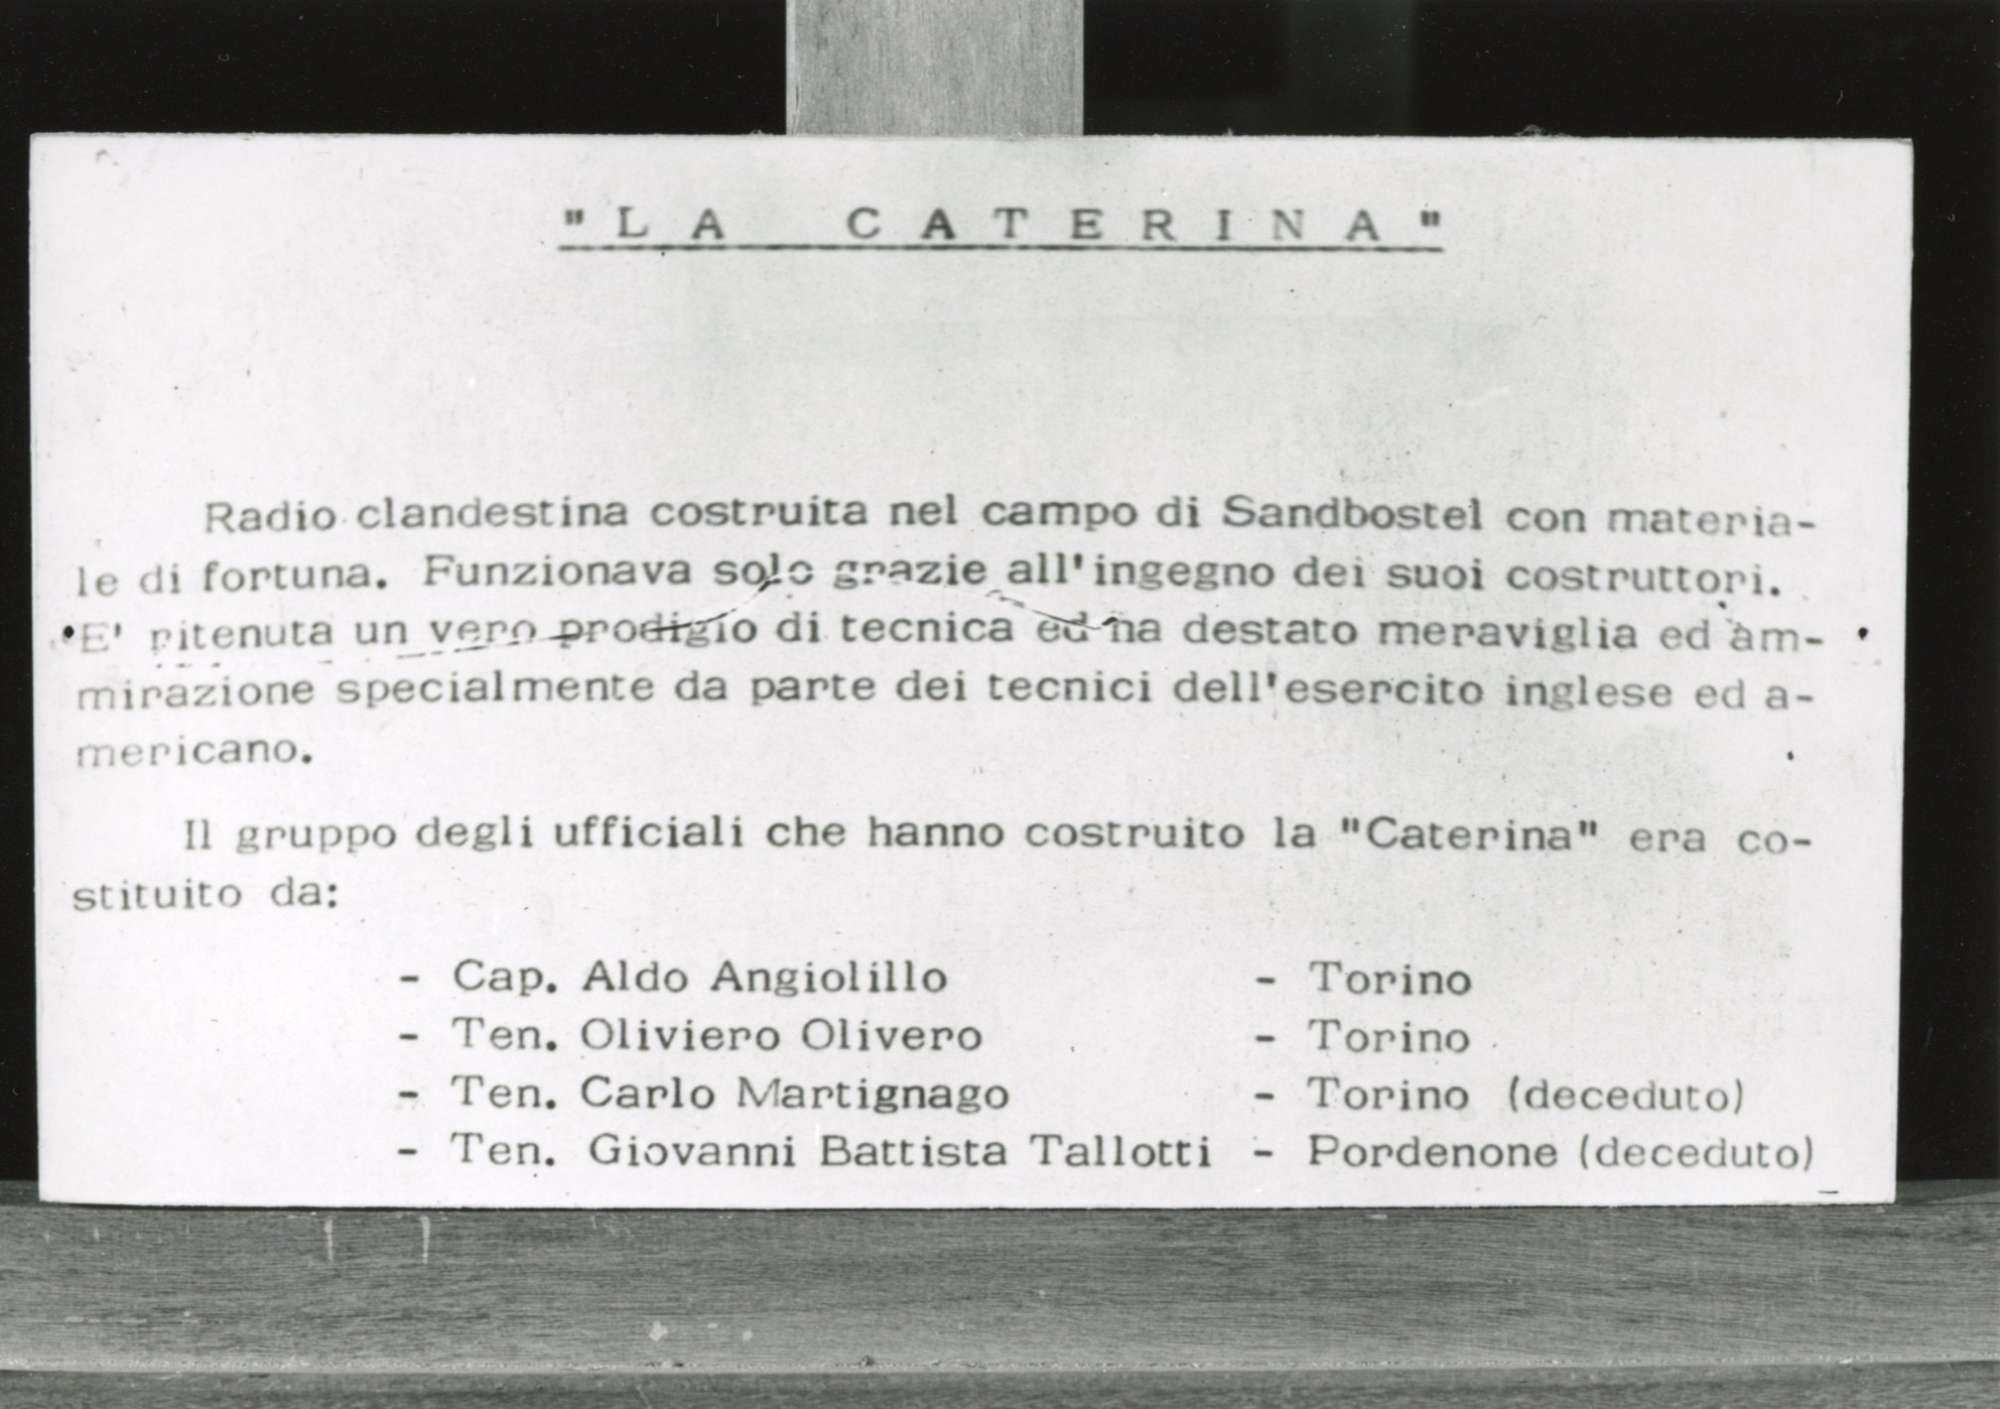 "LA CATERINA"
Radio clandestina costruita nel campo di Sandbostel con materia-
le di fortuna. Funzionava solo grazie all'ingegno dei suoi costruttori.
E' ritenuta un vero prodigio di tecnica ed ha destato meraviglia ed am-
mirazione specialmente da parte dei tecnici dell'esercito inglese ed a-
mericano.
Il gruppo degli ufficiali che hanno costruito la "Caterina" era co-
stituito da:
- Cap. Aldo Angiolillo - Torino
- Ten. Oliviero Olivero - Torino
- Ten. Carlo Martignago - Torino (deceduto)
- Ten. Giovanni Battista Tallotti - Pordenone (deceduto)